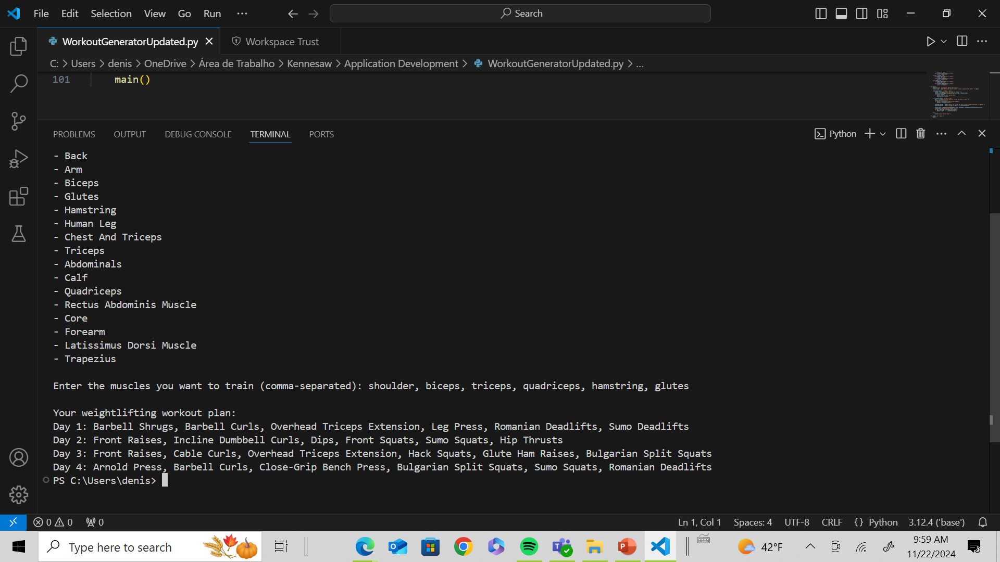 File Edit Selection View Go Run ··· Search
WorkoutGeneratorUpdated.py Workspace Trust
C: > Users > denis > OneDrive > Área de Trabalho > Kennesaw > Application Development > WorkoutGeneratorUpdated.py > ...
101 main()
PROBLEMS OUTPUT DEBUG CONSOLE TERMINAL PORTS Python
- Back
- Arm
- Biceps
- Glutes
- Hamstring
- Human Leg
- Chest And Triceps
- Triceps
- Abdominals
- Calf
- Quadriceps
- Rectus Abdominis Muscle
- Core
- Forearm
- Latissimus Dorsi Muscle
- Trapezius
Enter the muscles you want to train (comma-separated): shoulder, biceps, triceps, quadriceps, hamstring, glutes
Your weightlifting workout plan:
Day 1: Barbell Shrugs, Barbell Curls, Overhead Triceps Extension, Leg Press, Romanian Deadlifts, Sumo Deadlifts
Day 2: Front Raises, Incline Dumbbell Curls, Dips, Front Squats, Sumo Squats, Hip Thrusts
Day 3: Front Raises, Cable Curls, Overhead Triceps Extension, Hack Squats, Glute Ham Raises, Bulgarian Split Squats
Day 4: Arnold Press, Barbell Curls, Close-Grip Bench Press, Bulgarian Split Squats, Sumo Squats, Romanian Deadlifts
PS C:\Users\denis>
0 0 0 Ln 1, Col 1 Spaces: 4 UTF-8 CRLF {} Python 3.12.4 ('base')
Type here to search 42°F 9:59 AM
11/22/2024